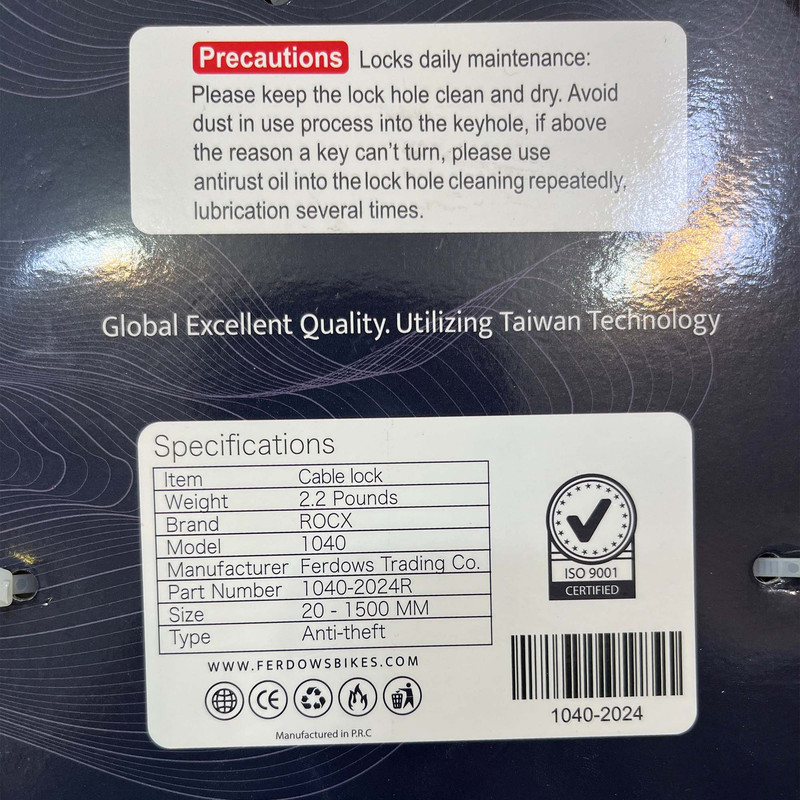 Precautions Locks daily maintenance:
Please keep the lock hole clean and dry. Avoid
dust in use process into the keyhole, if above
the reason a key can't turn, please use
antirust oil into the lock hole cleaning repeatedly,
lubrication several times.
Global Excellent Quality. Utilizing Taiwan Technology
Specifications
Item Cable lock
Weight 2.2 Pounds
Brand ROCX
Model 1040
Manufacturer Ferdows Trading Co.
Part Number 1040-2024R
Size 20 - 1500 MM
Type Anti-theft
WWW.FERDOWSBIKES.COM
CE
Manufactured in P.R.C
ISO 9001
CERTIFIED
1040-2024